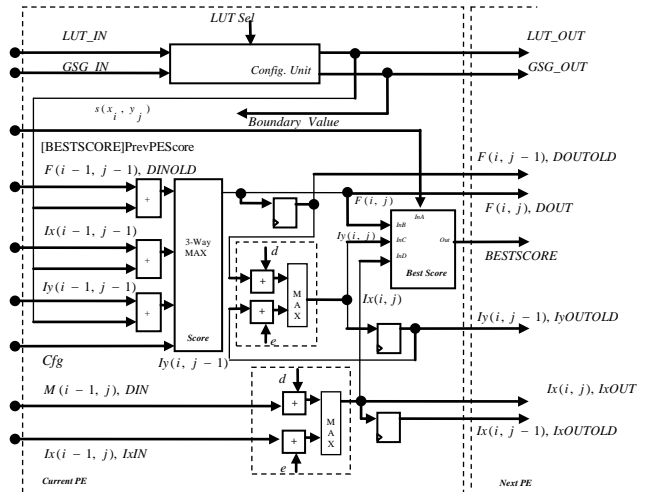 LUT Sel
LUT_IN
LUT_OUT
GSG_IN
Config. Unit
GSG_OUT
s(x_i, y_j)
Boundary Value
[BESTSCORE]PrevPEScore
F(i − 1, j − 1), DINOLD
F(i, j − 1), DOUTOLD
+
F(i, j)
InA
F(i, j), DOUT
Ix(i − 1, j − 1)
InB
3-Way
MAX
Iy(i, j)
InC
Out
+
d
InD
BESTSCORE
Iy(i − 1, j − 1)
+
M
A
X
Best Score
+
+
Ix(i, j)
Score
e
Iy(i, j − 1), IyOUTOLD
Cfg
Iy(i, j − 1)
d
M(i − 1, j), DIN
Ix(i, j), IxOUT
+
M
A
X
Ix(i − 1, j), IxIN
+
Ix(i, j − 1), IxOUTOLD
e
Current PE
Next PE